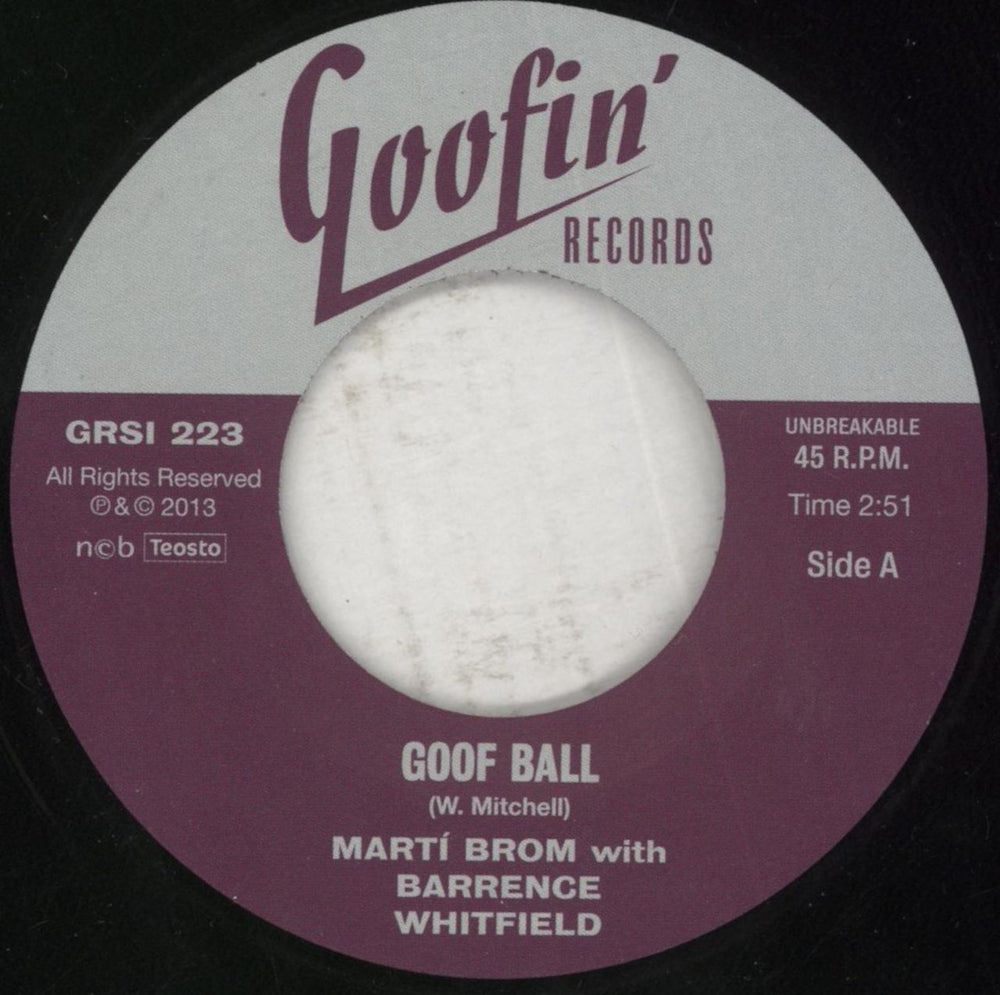 Goofin'
RECORDS
GRSI 223
All Rights Reserved
℗ & © 2013
n©b Teosto
UNBREAKABLE
45 R.P.M.
Time 2:51
Side A
GOOF BALL
(W. Mitchell)
MARTÍ BROM with
BARRENCE
WHITFIELD